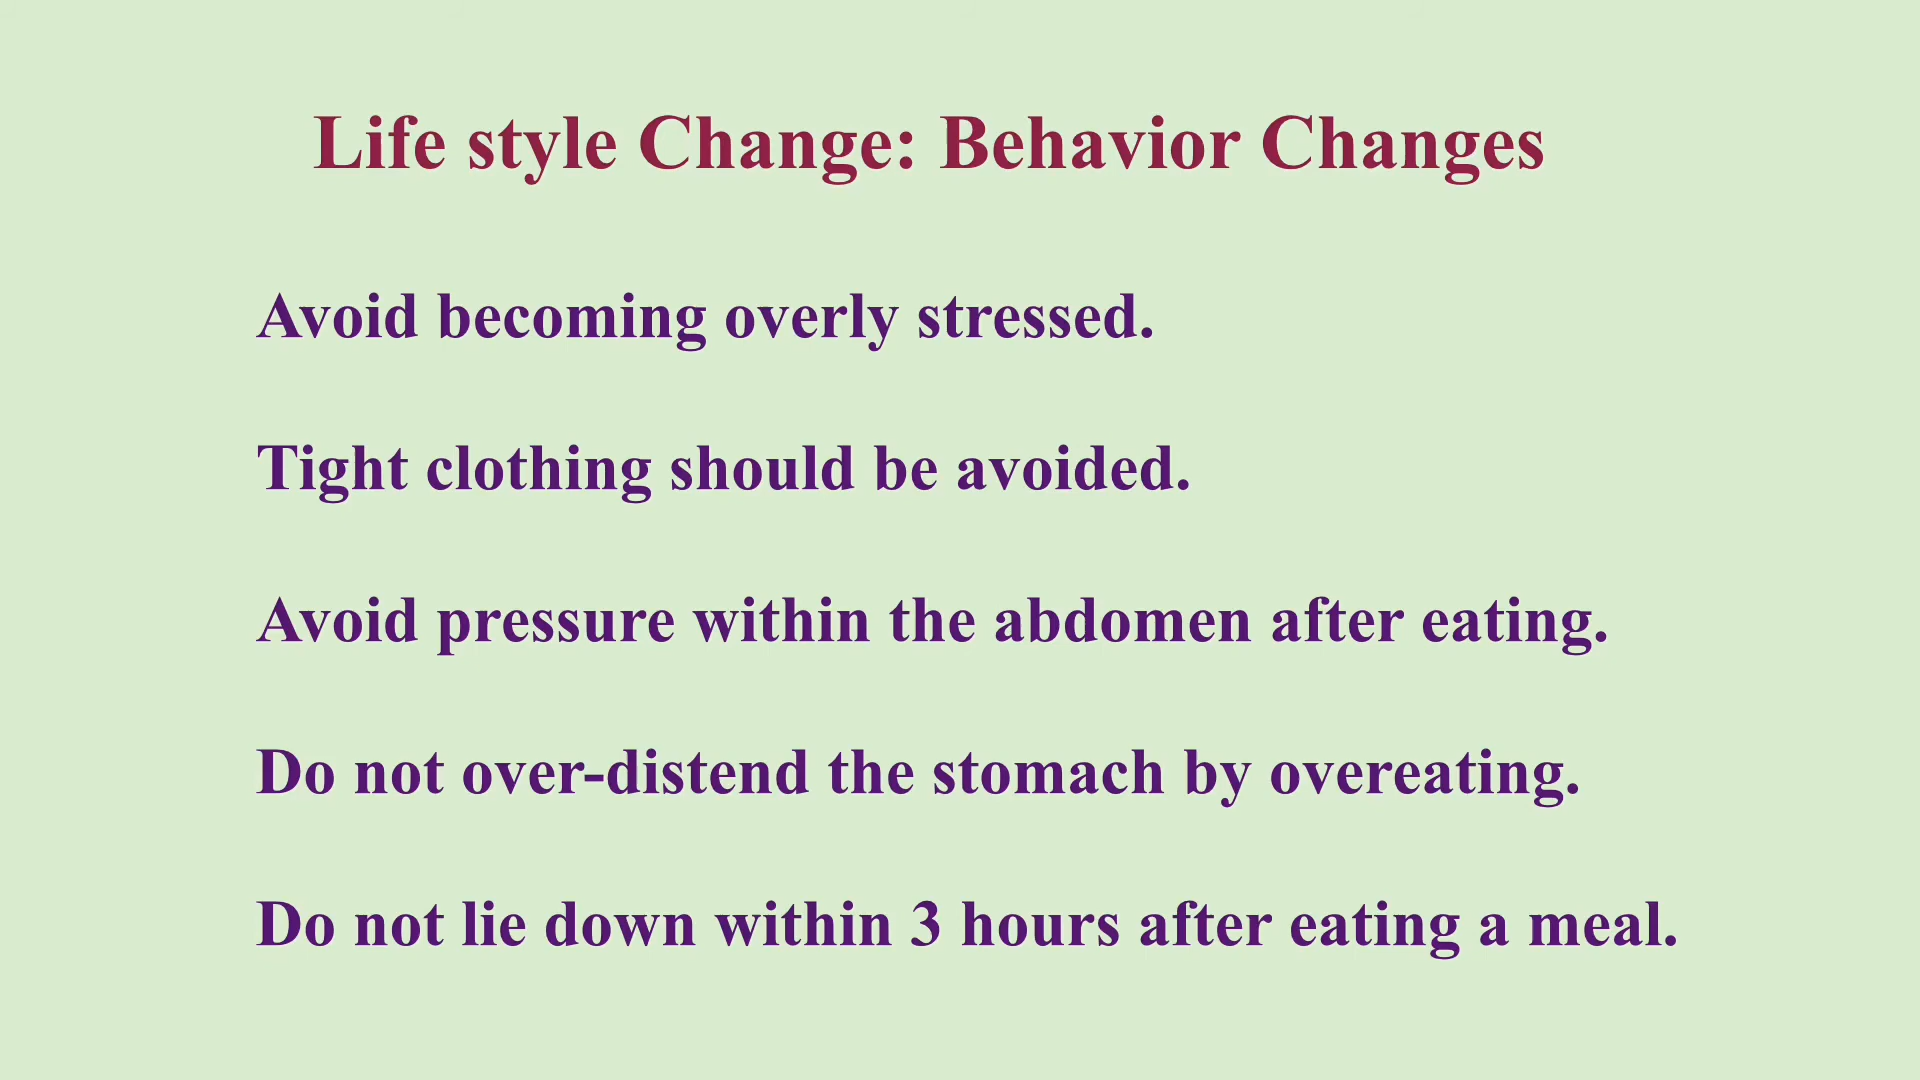 Life style Change: Behavior Changes
Avoid becoming overly stressed.
Tight clothing should be avoided.
Avoid pressure within the abdomen after eating.
Do not over-distend the stomach by overeating.
Do not lie down within 3 hours after eating a meal.